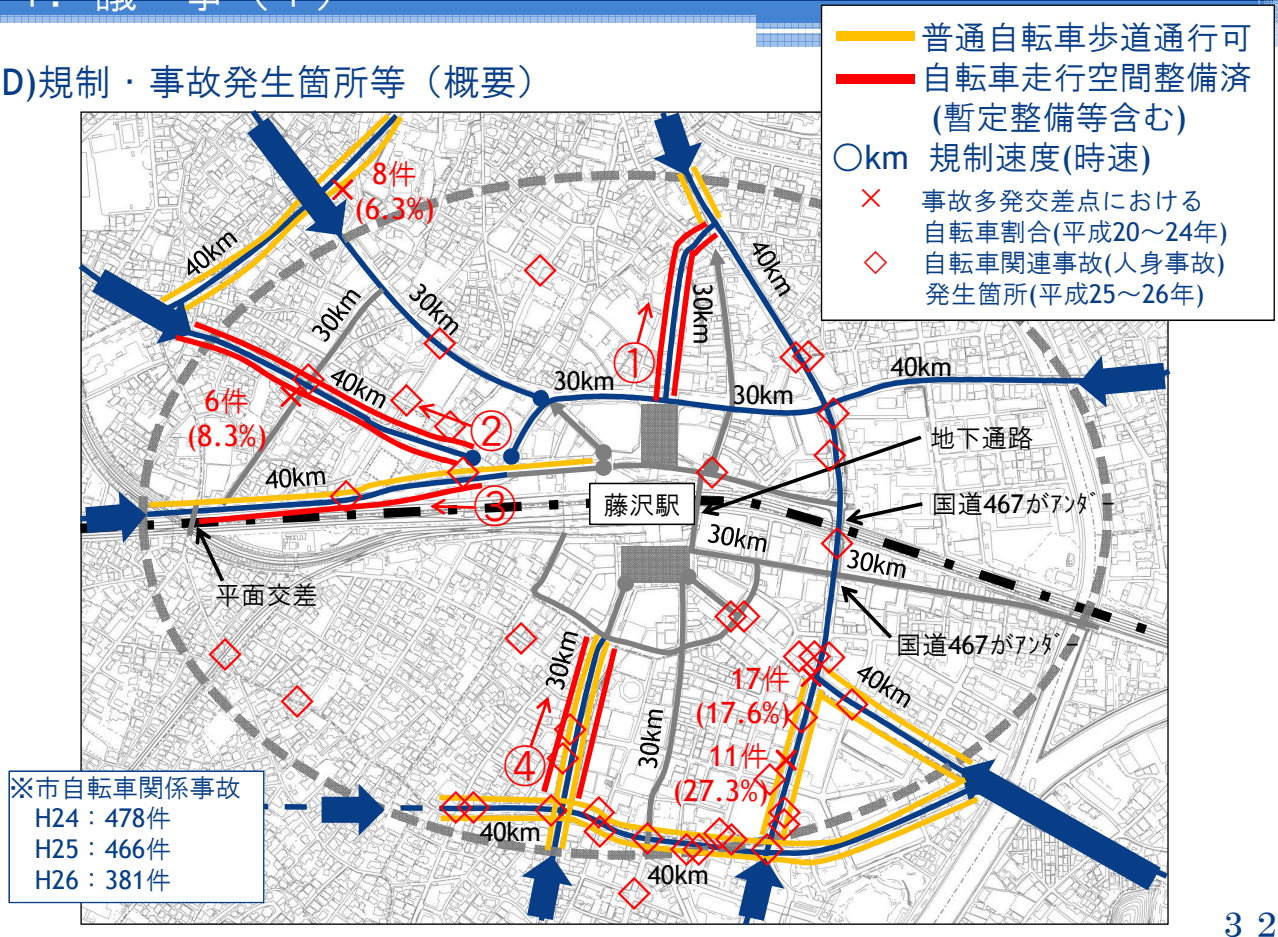 D)規制・事故発生箇所等（概要）
普通自転車歩道通行可
自転車走行空間整備済
(暫定整備等含む)
○km 規制速度(時速)
× 事故多発交差点における
自転車割合(平成20～24年)
◇ 自転車関連事故(人身事故)
発生箇所(平成25～26年)
8件
(6.3%)
40km
40km
30km
30km
30km
①
30km
30km
40km
40km
6件
(8.3%)
②
地下通路
40km
③
藤沢駅
国道467がｱﾝﾀﾞｰ
30km
30km
平面交差
国道467がｱﾝﾀﾞｰ
30km
17件
(17.6%)
40km
30km
11件
(27.3%)
④
40km
40km
※市自転車関係事故
H24：478件
H25：466件
H26：381件
３２